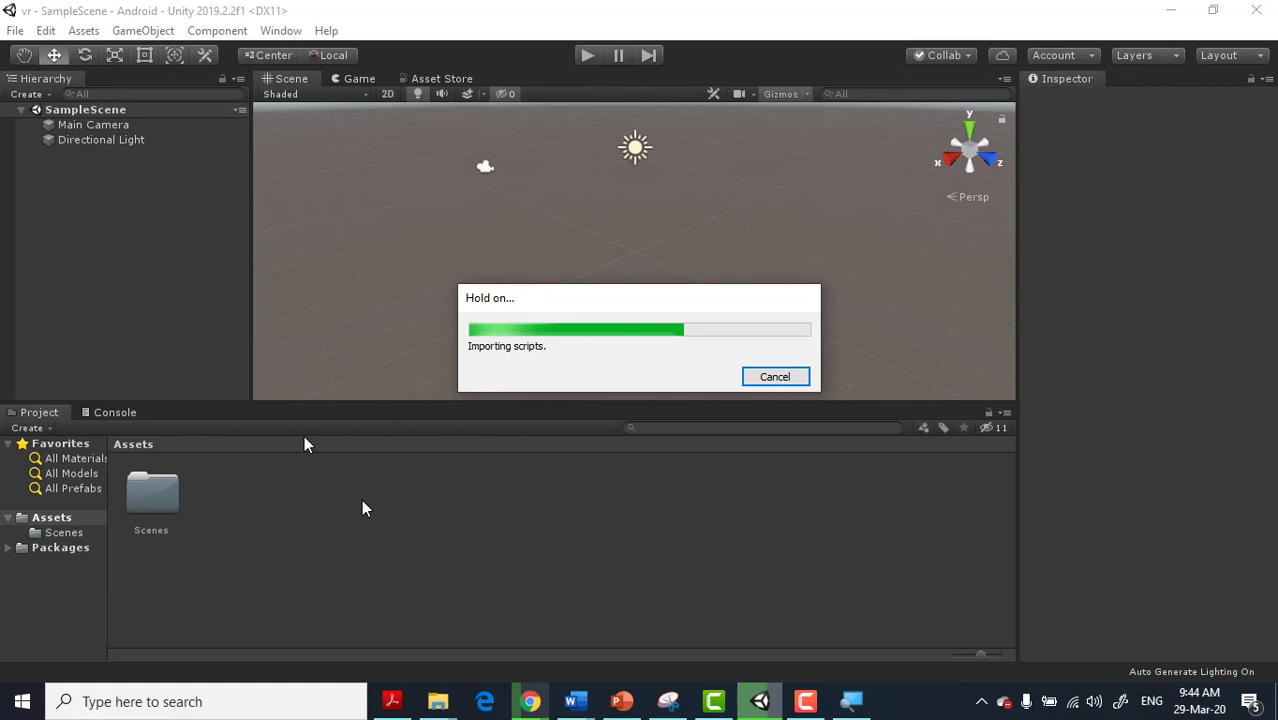 vr - SampleScene - Android - Unity 2019.2.2f1 <DX11>
File Edit Assets GameObject Component Window Help
Center Local Collab Account Layers Layout
Hierarchy Scene Game Asset Store Inspector
Create All Shaded 2D 0 Gizmos All
SampleScene
Main Camera
Directional Light
y
x z
Persp
Hold on...
Importing scripts.
Cancel
Project Console
Create 11
Favorites
All Materials
All Models
All Prefabs
Assets
Scenes
Packages
Assets
Scenes
Auto Generate Lighting On
Type here to search
ENG
9:44 AM
29-Mar-20
5